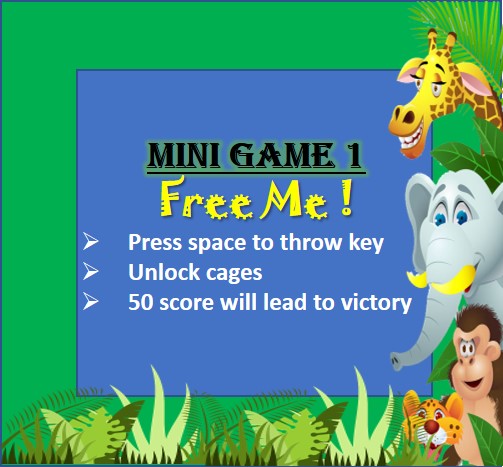 MINI GAME 1
Free Me !
➢ Press space to throw key
➢ Unlock cages
➢ 50 score will lead to victory